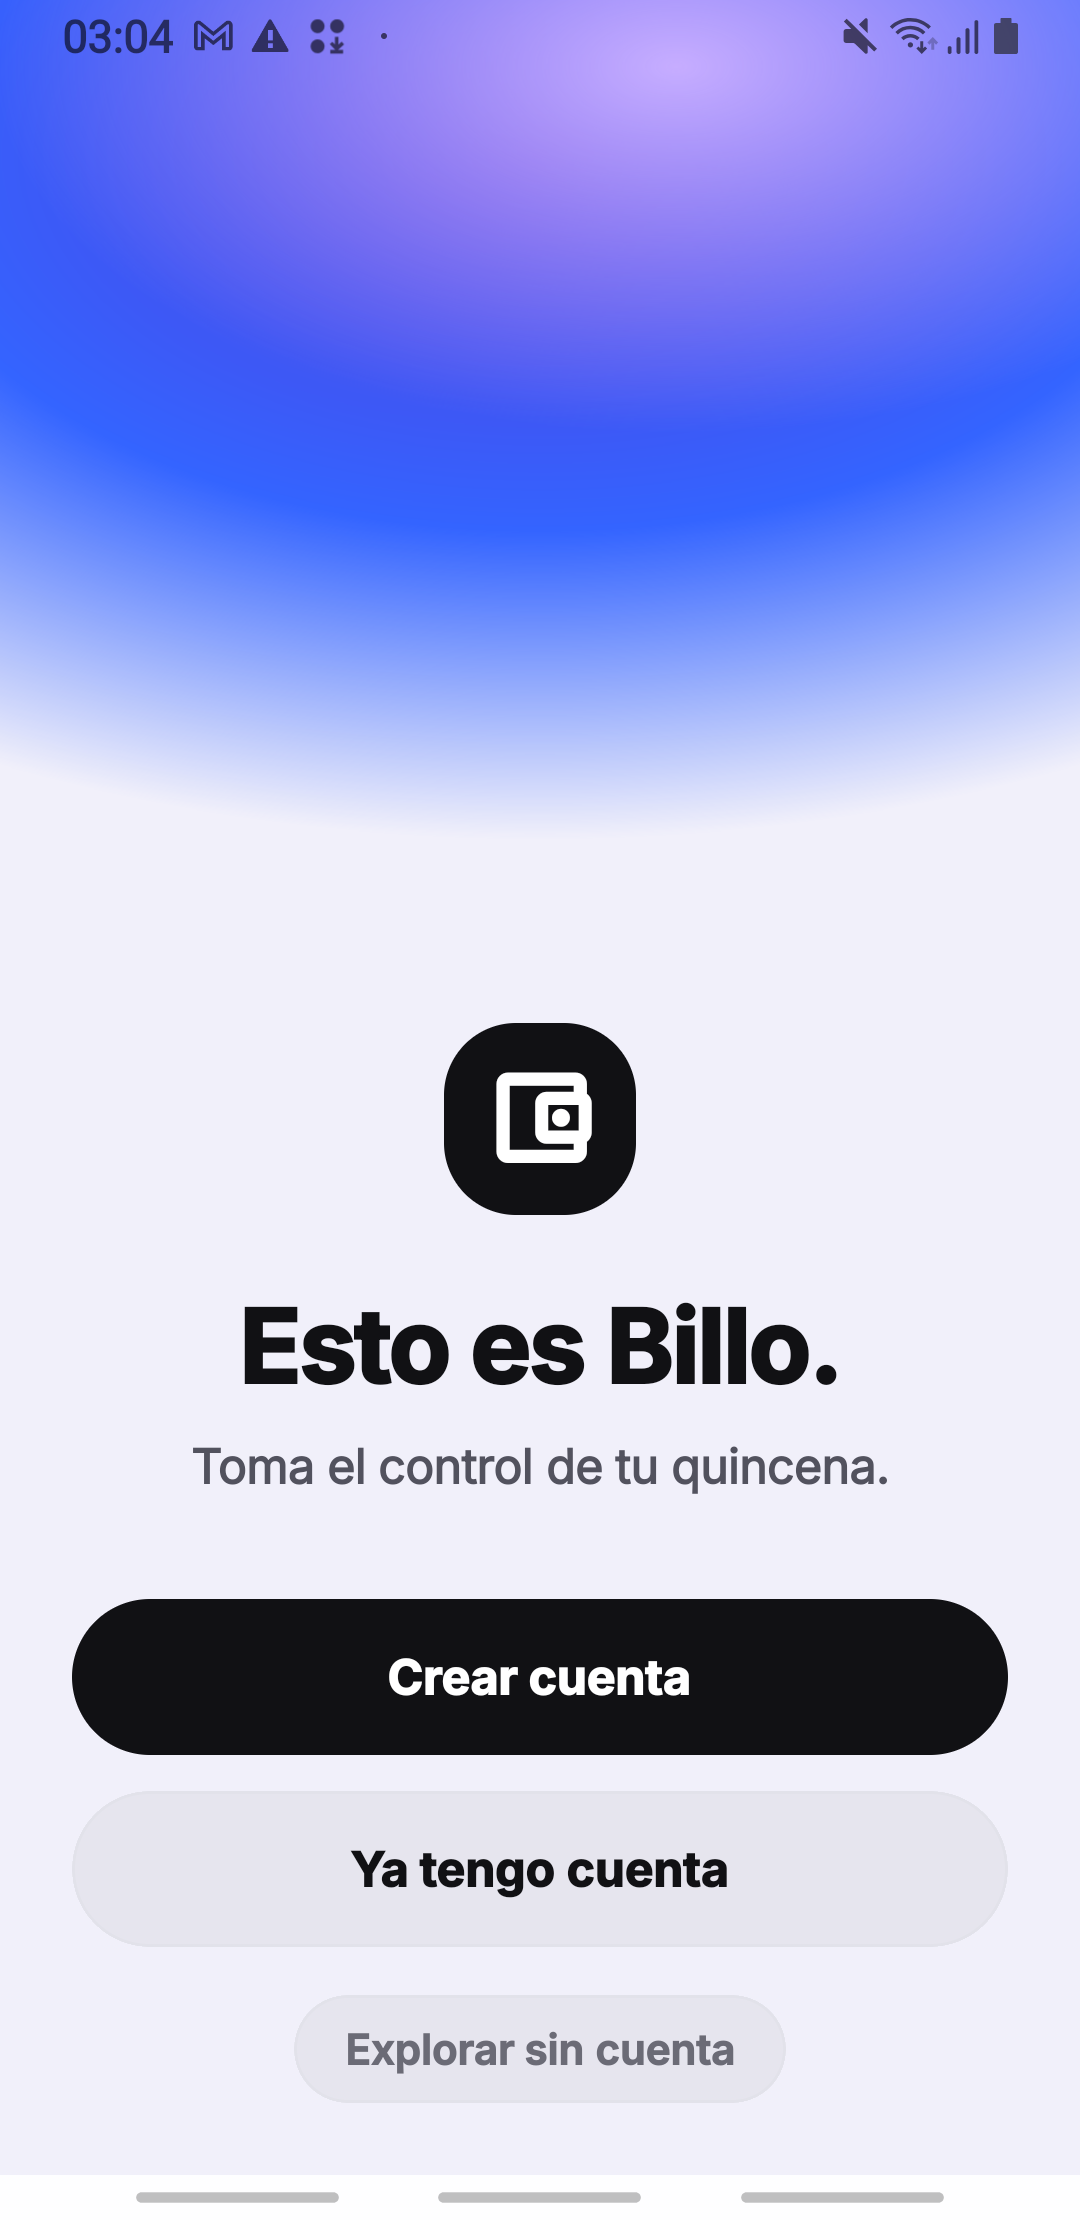 03:04
Esto es Billo.
Toma el control de tu quincena.
Crear cuenta
Ya tengo cuenta
Explorar sin cuenta